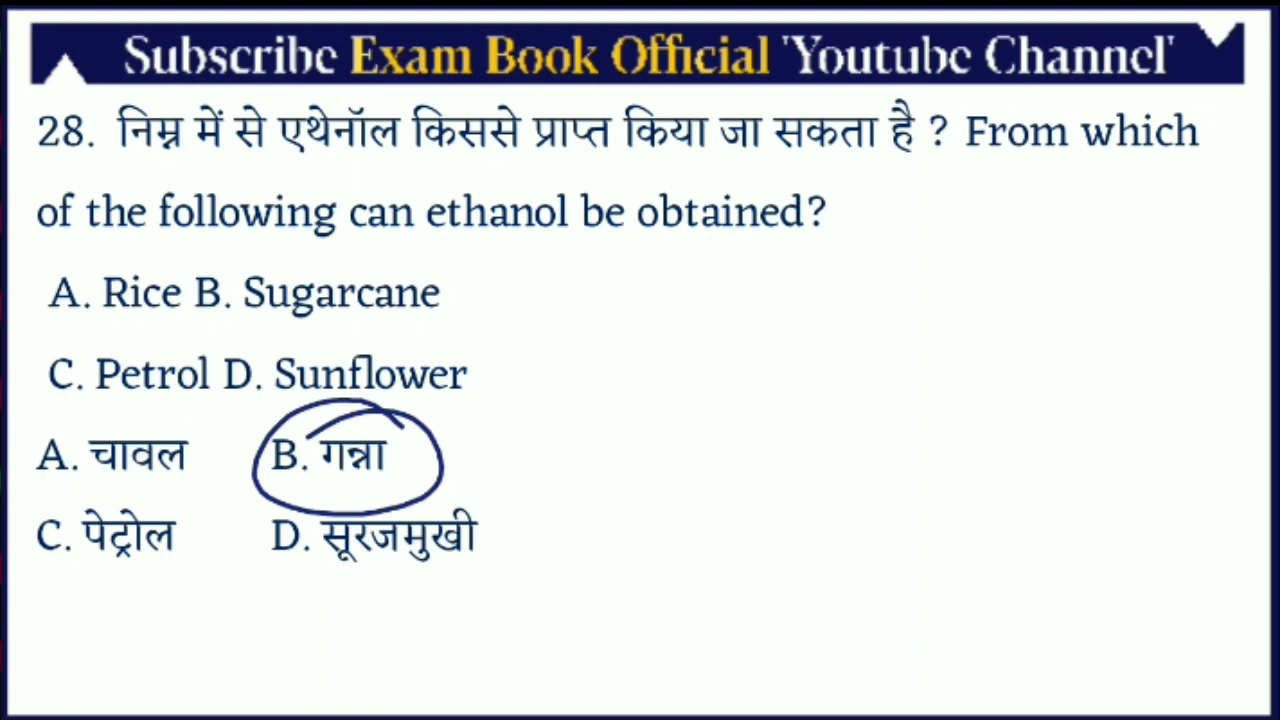 Subscribe Exam Book Official 'Youtube Channel'
28. निम्न में से एथेनॉल किससे प्राप्त किया जा सकता है ? From which
of the following can ethanol be obtained?
A. Rice B. Sugarcane
C. Petrol D. Sunflower
A. चावल B. गन्ना
C. पेट्रोल D. सूरजमुखी